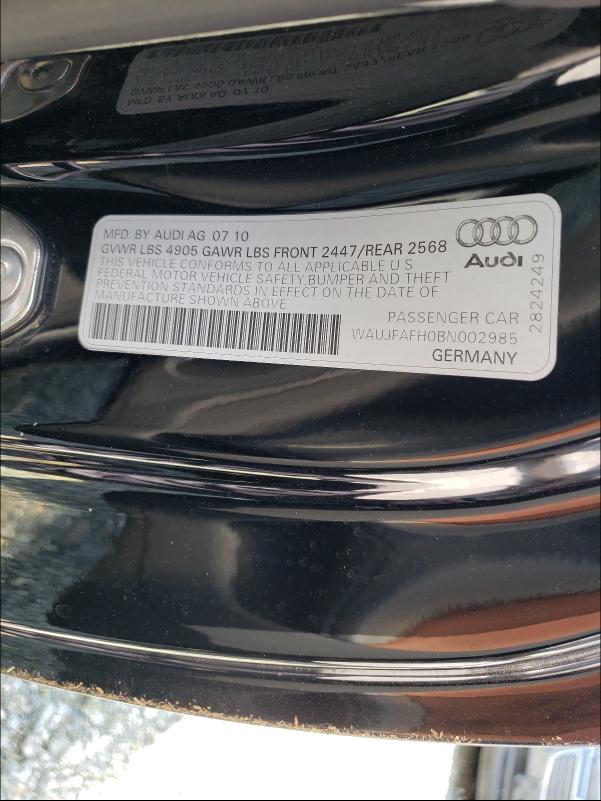 MFD. BY AUDI AG 07 10
GVWR LBS 4905 GAWR LBS FRONT 2447/REAR 2568
THIS VEHICLE CONFORMS TO ALL APPLICABLE U S
FEDERAL MOTOR VEHICLE SAFETY,BUMPER AND THEFT
PREVENTION STANDARDS IN EFFECT ON THE DATE OF
MANUFACTURE SHOWN ABOVE
Audi
PASSENGER CAR
WAUJFAFH0BN002985
GERMANY
2824249